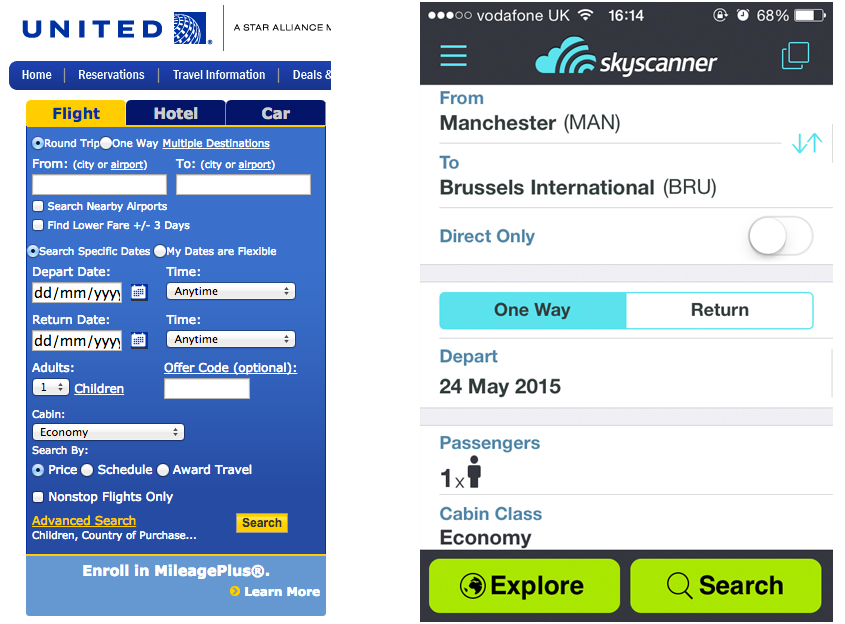 UNITED
A STAR ALLIANCE M
Home | Reservations | Travel Information | Deals &
Flight Hotel Car
Round Trip One Way Multiple Destinations
From: (city or airport) To: (city or airport)
Search Nearby Airports
Find Lower Fare +/- 3 Days
Search Specific Dates My Dates are Flexible
Depart Date: Time:
dd/mm/yyyy Anytime
Return Date: Time:
dd/mm/yyyy Anytime
Adults: Offer Code (optional):
1 Children
Cabin:
Economy
Search By:
Price Schedule Award Travel
Nonstop Flights Only
Advanced Search Search
Children, Country of Purchase...
Enroll in MileagePlus®.
Learn More
vodafone UK 16:14 68%
skyscanner
From
Manchester (MAN)
To
Brussels International (BRU)
Direct Only
One Way Return
Depart
24 May 2015
Passengers
1x
Cabin Class
Economy
Explore Search